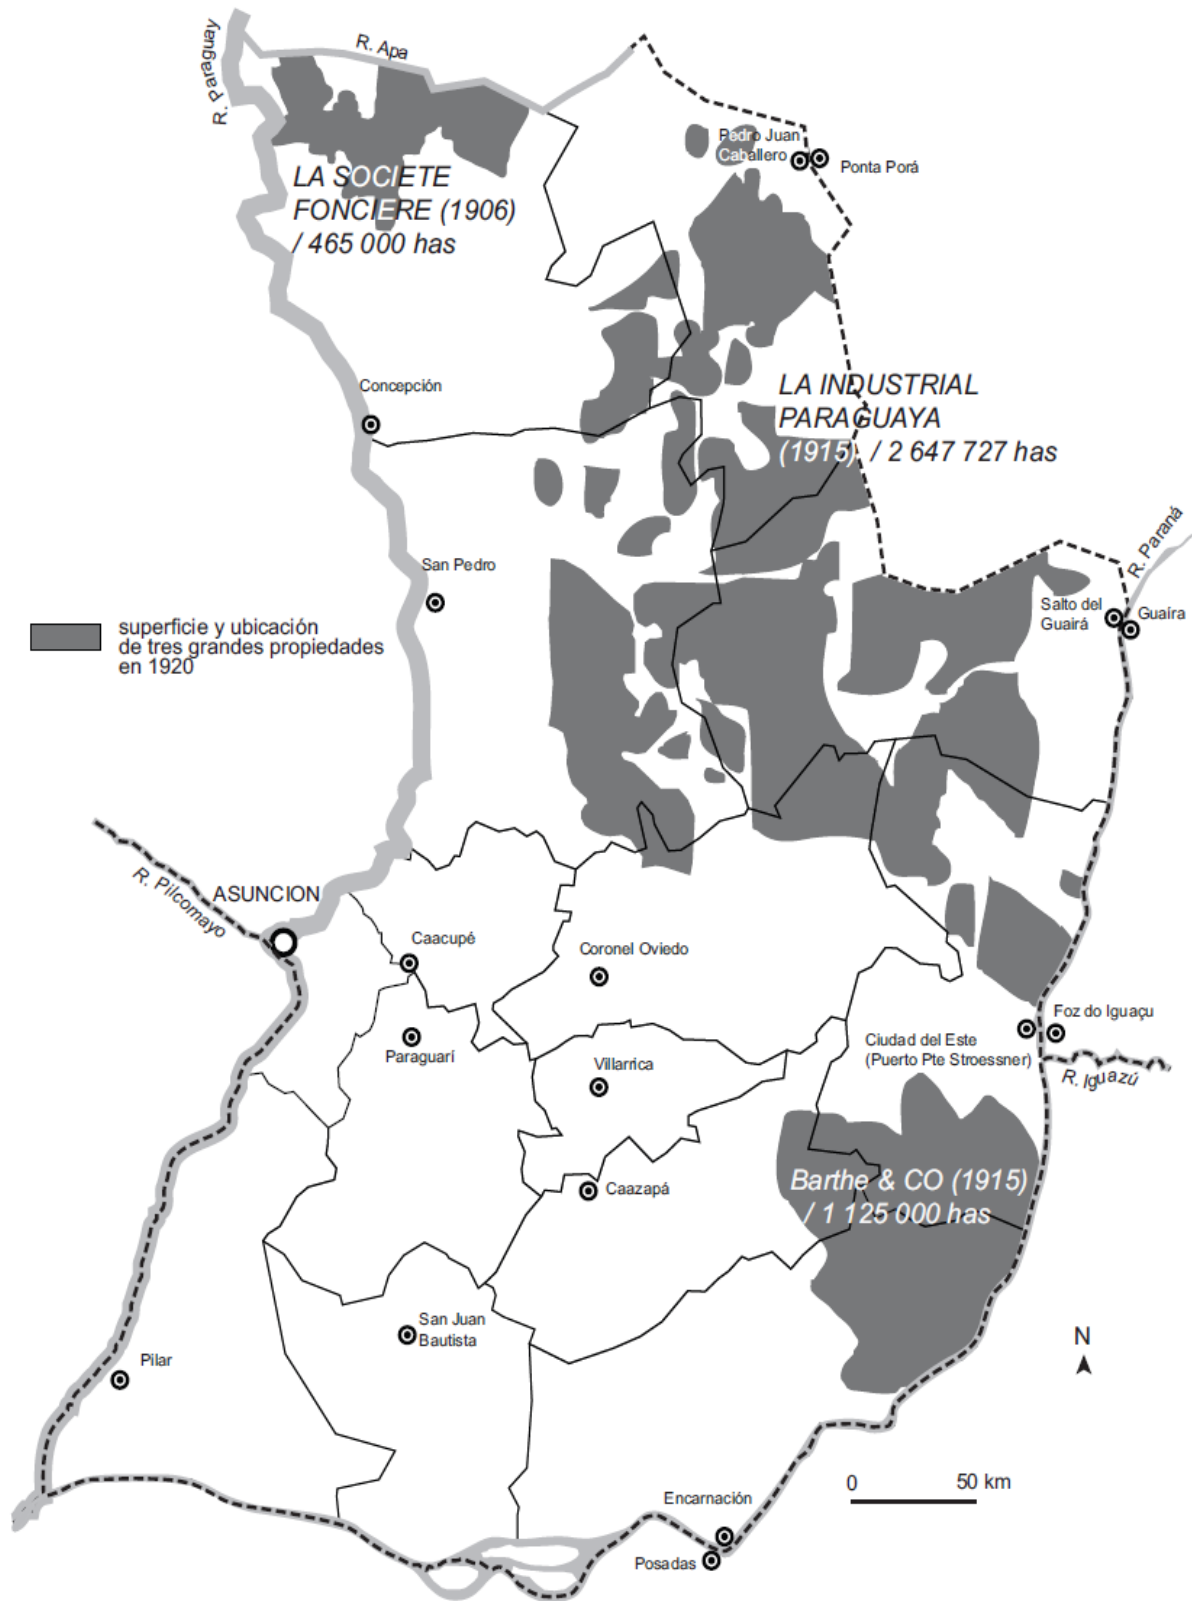 R. Paraguay
R. Apa
Pedro Juan
Caballero
Ponta Porá
LA SOCIETE
FONCIERE (1906)
/ 465 000 has
LA INDUSTRIAL
PARAGUAYA
(1915) / 2 647 727 has
Concepción
R. Paraná
San Pedro
Salto del
Guairá
Guaíra
superficie y ubicación
de tres grandes propiedades
en 1920
R. Pilcomayo
ASUNCION
Caacupé
Coronel Oviedo
Paraguarí
Villarrica
Ciudad del Este
(Puerto Pte Stroessner)
Foz do Iguaçu
R. Iguazú
Caazapá
Barthe & CO (1915)
/ 1 125 000 has
San Juan
Bautista
Pilar
N
0 50 km
Encarnación
Posadas